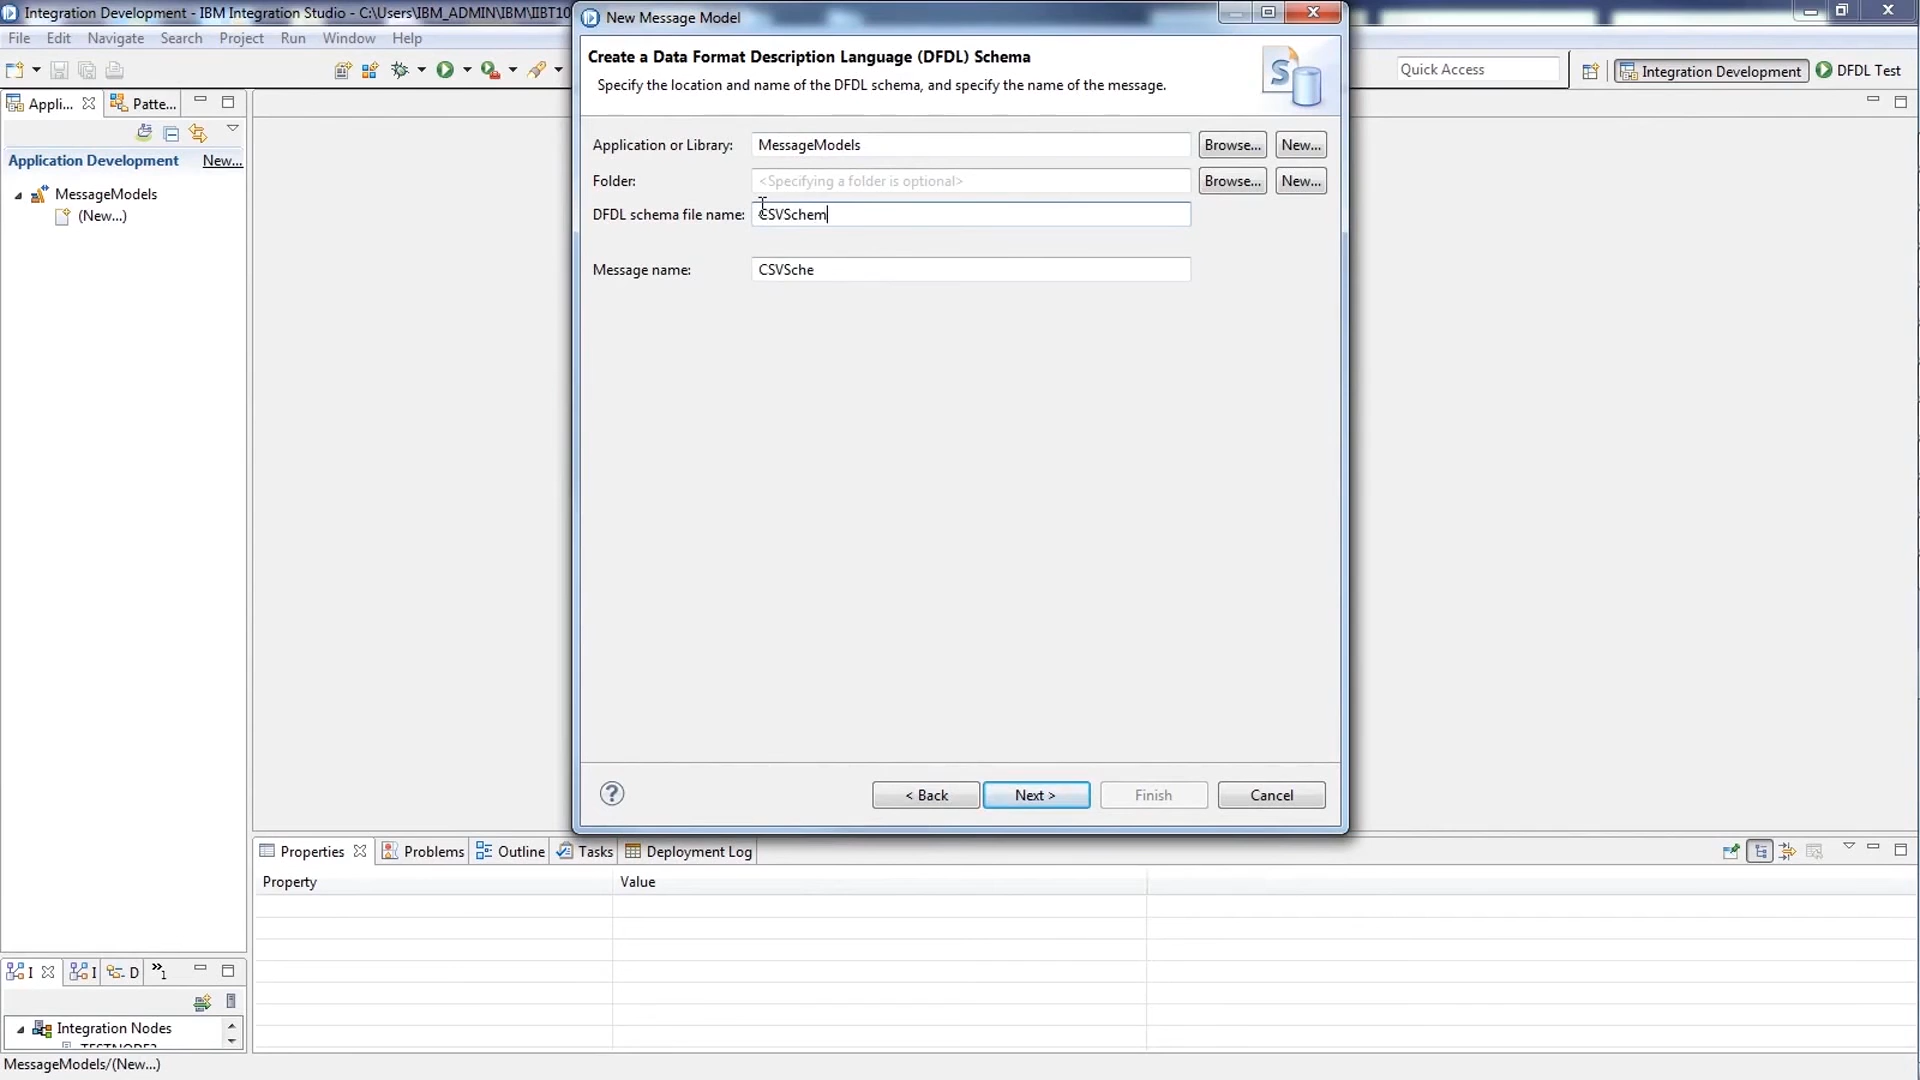 Integration Development - IBM Integration Studio - C:\Users\IBM_ADMIN\IBM\IIBT10
New Message Model
File Edit Navigate Search Project Run Window Help
Create a Data Format Description Language (DFDL) Schema
Specify the location and name of the DFDL schema, and specify the name of the message.
Quick Access
Integration Development
DFDL Test
Appli...
Patte...
Application Development
New...
MessageModels
(New...)
Application or Library:
MessageModels
Browse...
New...
Folder:
<Specifying a folder is optional>
Browse...
New...
DFDL schema file name:
CSVSchem
Message name:
CSVSche
< Back
Next >
Finish
Cancel
Properties
Problems
Outline
Tasks
Deployment Log
Property
Value
I
I
D
»1
Integration Nodes
MessageModels/(New...)